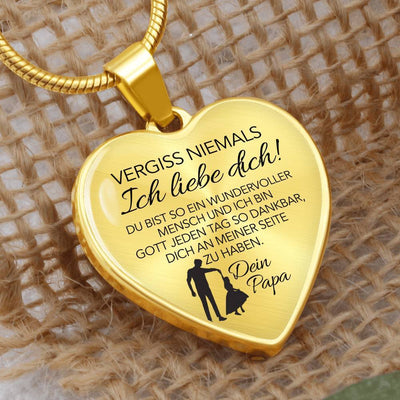 VERGISS NIEMALS
Ich liebe dich!
DU BIST SO EIN WUNDERVOLLER
MENSCH UND ICH BIN
GOTT JEDEN TAG SO DANKBAR,
DICH AN MEINER SEITE
ZU HABEN.
Dein
Papa